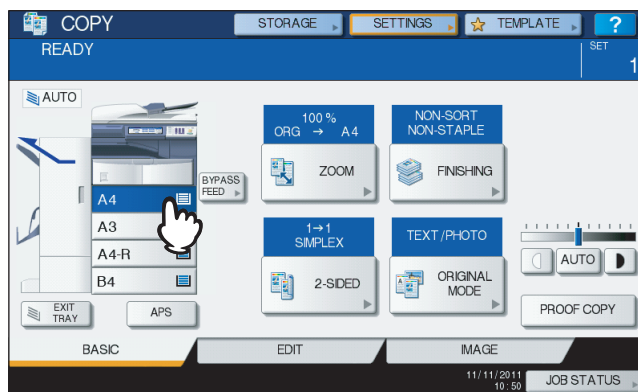 COPY
STORAGE
SETTINGS
TEMPLATE
?
READY
SET
1
AUTO
100 %
ORG → A4
NON-SORT
NON-STAPLE
ZOOM
FINISHING
BYPASS
FEED
A4
A3
A4-R
B4
1→1
SIMPLEX
TEXT/PHOTO
2-SIDED
ORIGINAL
MODE
AUTO
EXIT
TRAY
APS
PROOF COPY
BASIC
EDIT
IMAGE
11/11/2011
10:50
JOB STATUS